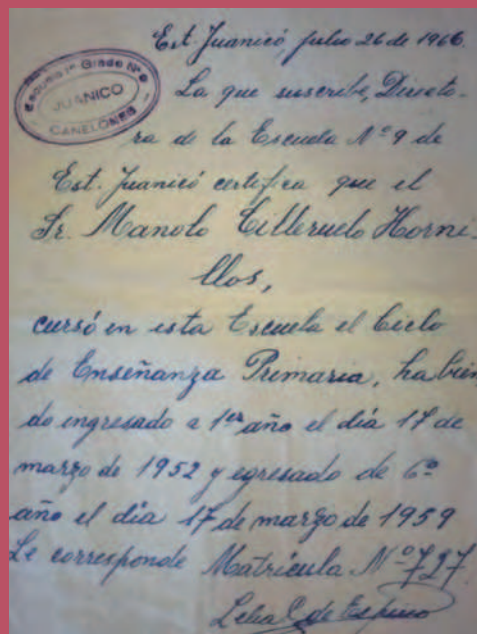 Est. Juanicó, julio 26 de 1966.
Escuela 1er Grado Nº 9
JUANICO
CANELONES
La que suscribe, Directo-
ra de la Escuela Nº 9 de
Est. Juanicó certifica que el
Sr. Manolo Cilleruelo Horni-
llos,
cursó en esta Escuela el Ciclo
de Enseñanza Primaria, habien
do ingresado a 1er año el día 17 de
marzo de 1952 y egresado de 6º
año el día 17 de marzo de 1959
Le corresponde Matrícula Nº 727
Lelia C. de Espino